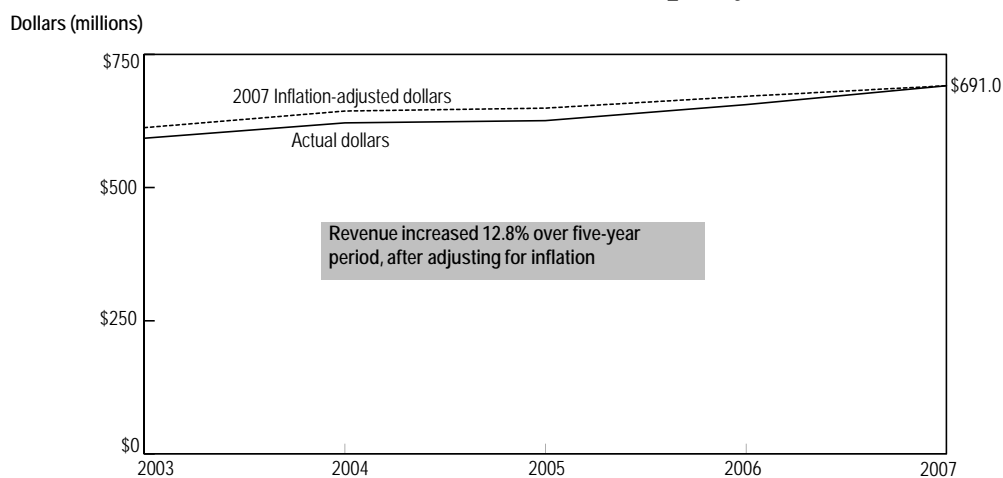 Dollars (millions)
$750
2007 Inflation-adjusted dollars
$691.0
Actual dollars
$500
Revenue increased 12.8% over five-year
period, after adjusting for inflation
$250
$0
2003 2004 2005 2006 2007